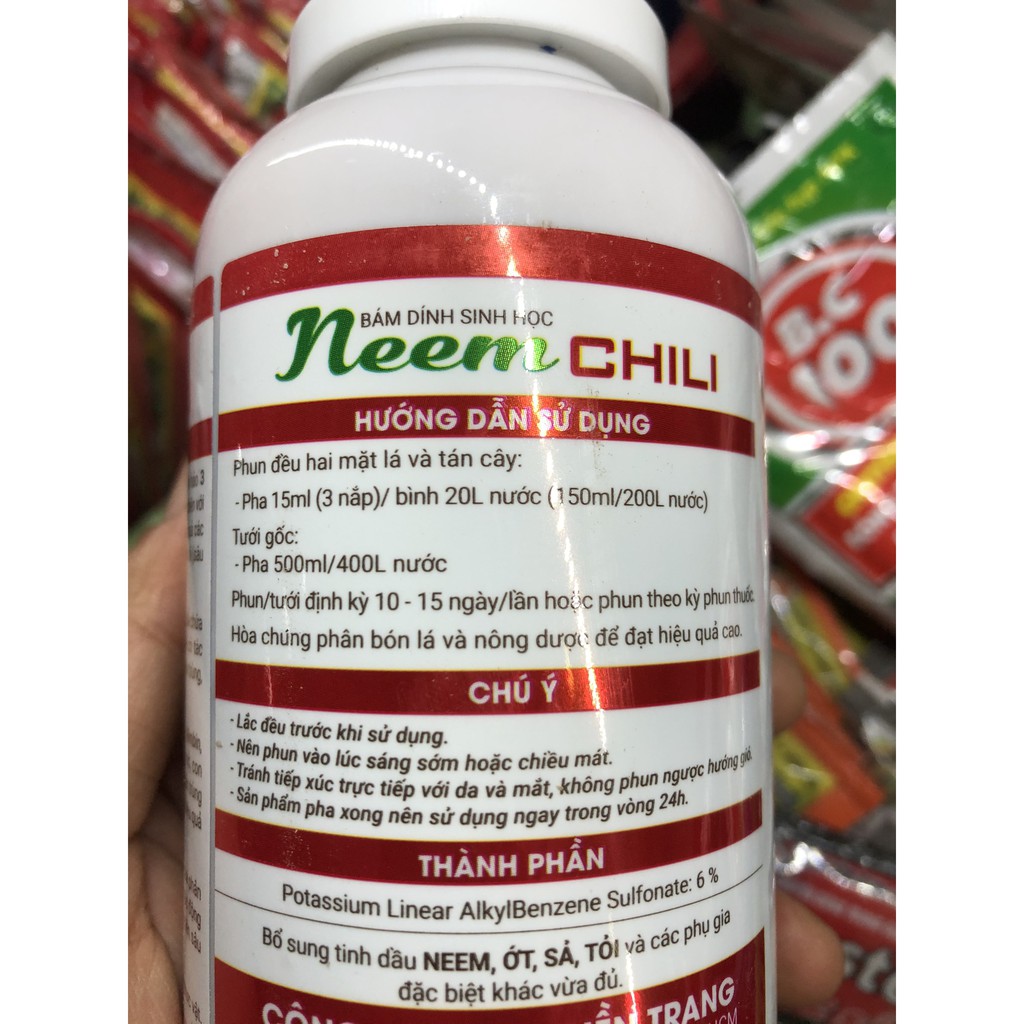 BÁM DÍNH SINH HỌC
Neem CHILI
HƯỚNG DẪN SỬ DỤNG
Phun đều hai mặt lá và tán cây:
- Pha 15ml (3 nắp)/ bình 20L nước (150ml/200L nước)
Tưới gốc:
- Pha 500ml/400L nước
Phun/tưới định kỳ 10 - 15 ngày/lần hoặc phun theo kỳ phun thuốc.
Hòa chúng phân bón lá và nông dược để đạt hiệu quả cao.
CHÚ Ý
- Lắc đều trước khi sử dụng.
- Nên phun vào lúc sáng sớm hoặc chiều mát.
- Tránh tiếp xúc trực tiếp với da và mắt, không phun ngược hướng gió.
- Sản phẩm pha xong nên sử dụng ngay trong vòng 24h.
THÀNH PHẦN
Potassium Linear AlkylBenzene Sulfonate: 6 %
Bổ sung tinh dầu NEEM, ỚT, SẢ, TỎI và các phụ gia
đặc biệt khác vừa đủ.
TRANG
B.C
100